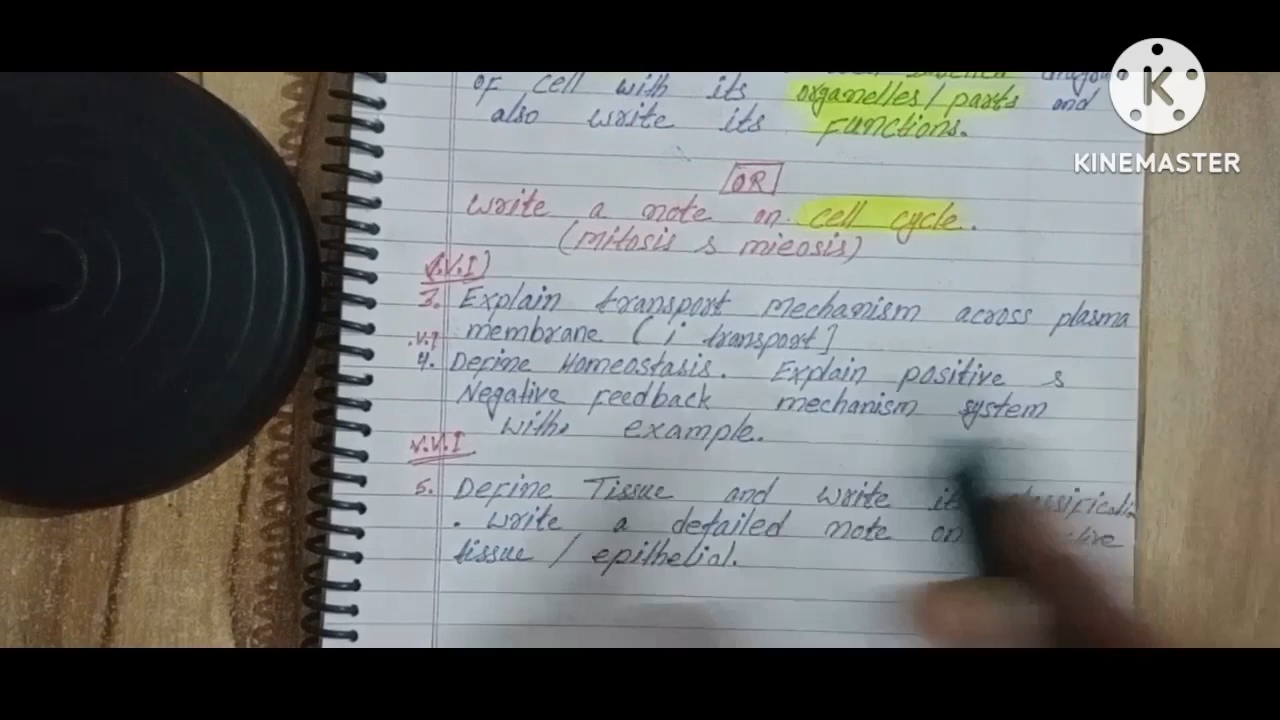 of cell with its organelles/parts and
also write its functions.
K
KINEMASTER
OR
write a note on cell cycle.
(mitosis & mieosis)
(V.V.I)
3. Explain transport mechanism across plasma
membrane ( i transport]
4. Define Homeostasis. Explain positive &
Negative feedback mechanism system
with example.
V.V.I
5. Define Tissue and write
. write a detailed note on
tissue / epithelial.